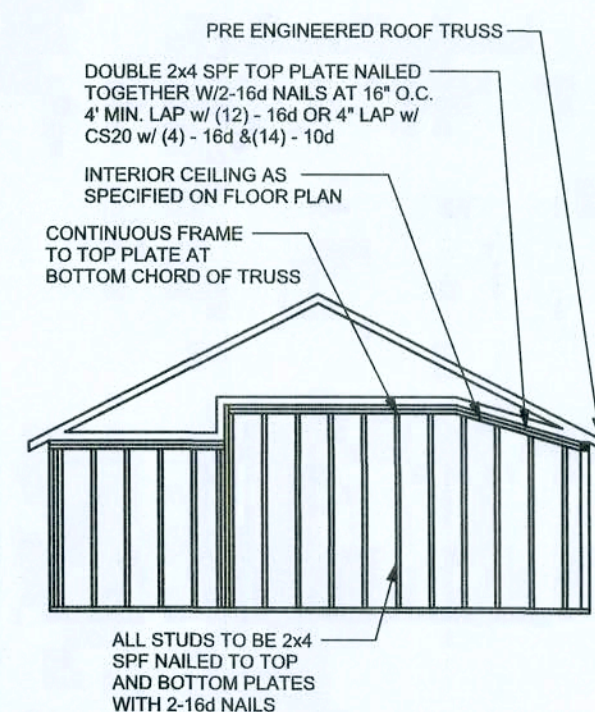 PRE ENGINEERED ROOF TRUSS
DOUBLE 2x4 SPF TOP PLATE NAILED
TOGETHER W/2-16d NAILS AT 16" O.C.
4' MIN. LAP w/ (12) - 16d OR 4" LAP w/
CS20 w/ (4) - 16d &(14) - 10d
INTERIOR CEILING AS
SPECIFIED ON FLOOR PLAN
CONTINUOUS FRAME
TO TOP PLATE AT
BOTTOM CHORD OF TRUSS
ALL STUDS TO BE 2x4
SPF NAILED TO TOP
AND BOTTOM PLATES
WITH 2-16d NAILS